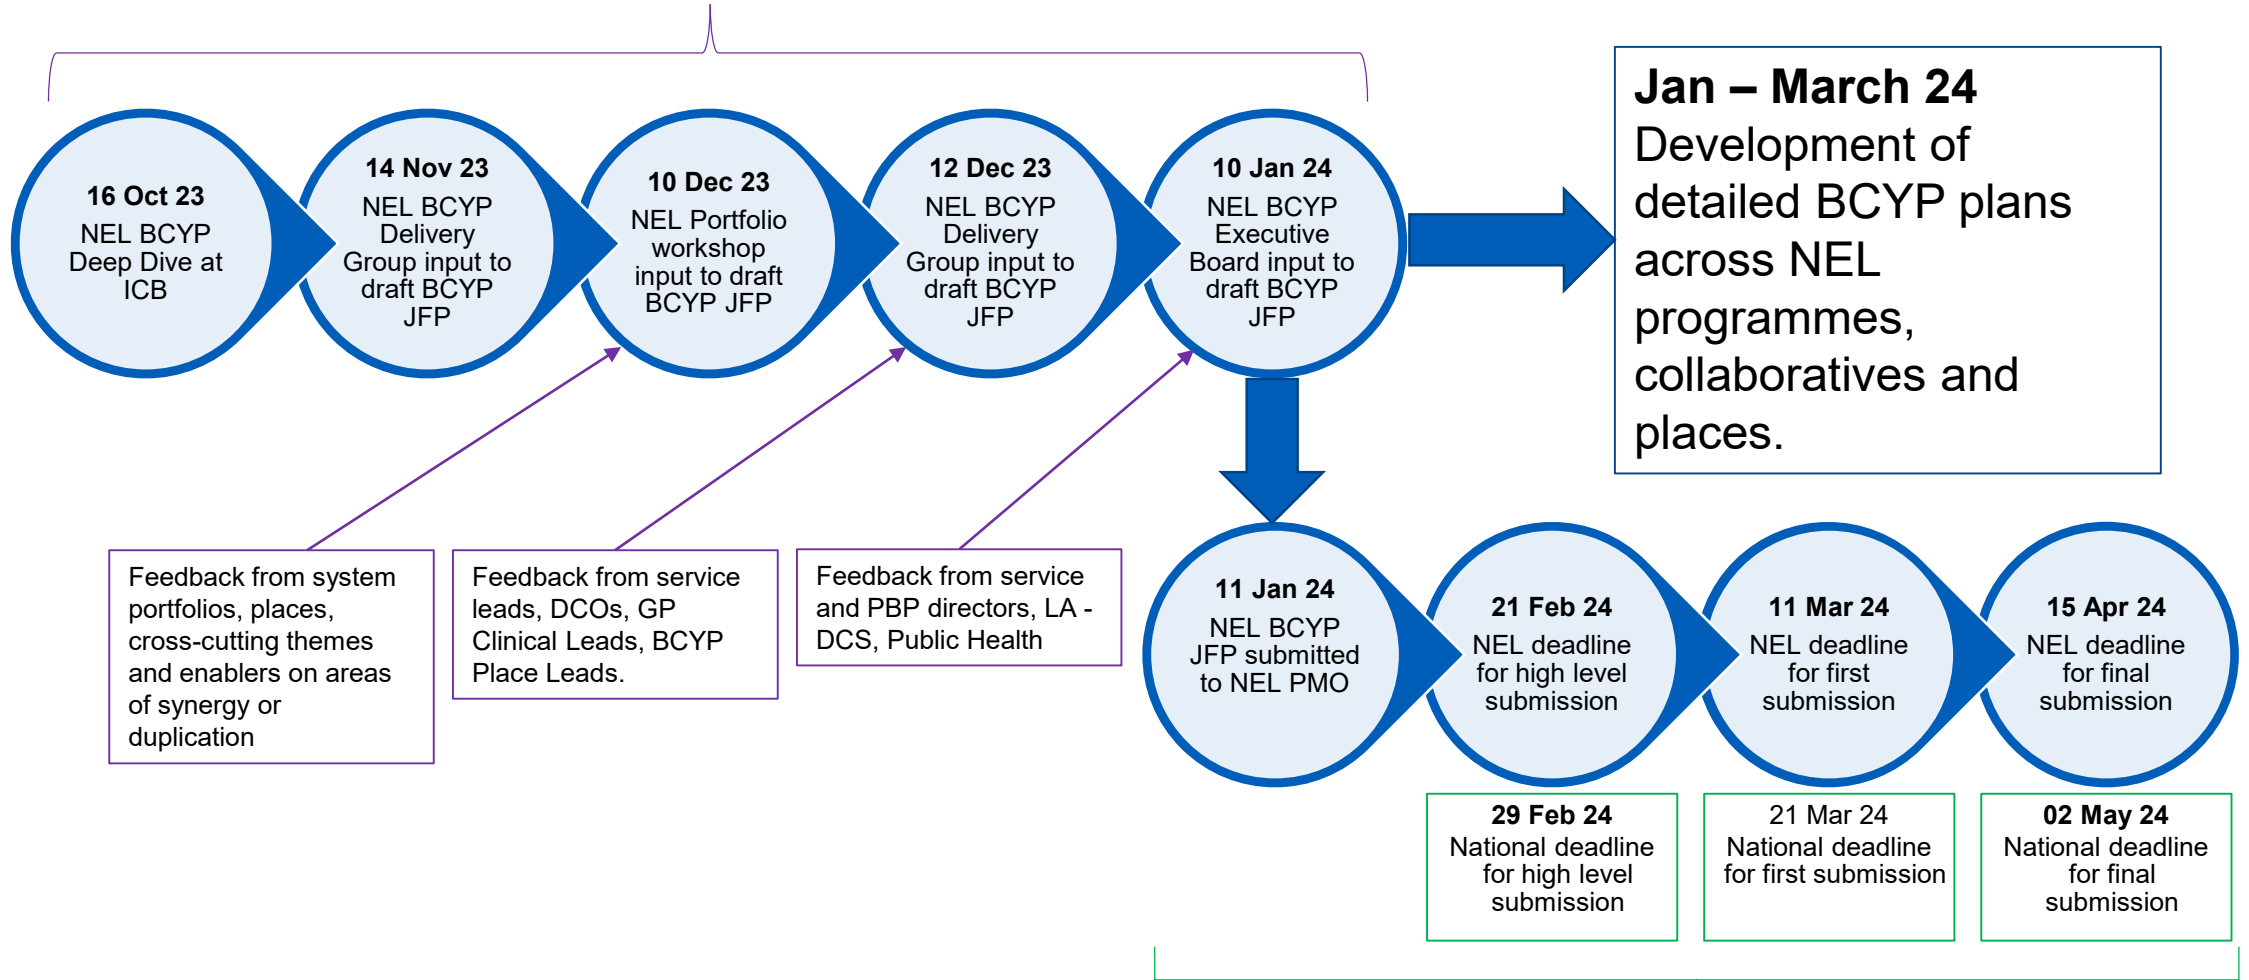 16 Oct 23
NEL BCYP
Deep Dive at
ICB
14 Nov 23
NEL BCYP
Delivery
Group input to
draft BCYP
JFP
10 Dec 23
NEL Portfolio
workshop
input to draft
BCYP JFP
12 Dec 23
NEL BCYP
Delivery
Group input to
draft BCYP
JFP
10 Jan 24
NEL BCYP
Executive
Board input to
draft BCYP
JFP
Jan – March 24
Development of
detailed BCYP plans
across NEL
programmes,
collaboratives and
places.
Feedback from system
portfolios, places,
cross-cutting themes
and enablers on areas
of synergy or
duplication
Feedback from service
leads, DCOs, GP
Clinical Leads, BCYP
Place Leads.
Feedback from service
and PBP directors, LA -
DCS, Public Health
11 Jan 24
NEL BCYP
JFP submitted
to NEL PMO
21 Feb 24
NEL deadline
for high level
submission
11 Mar 24
NEL deadline
for first
submission
15 Apr 24
NEL deadline
for final
submission
29 Feb 24
National deadline
for high level
submission
21 Mar 24
National deadline
for first submission
02 May 24
National deadline
for final
submission